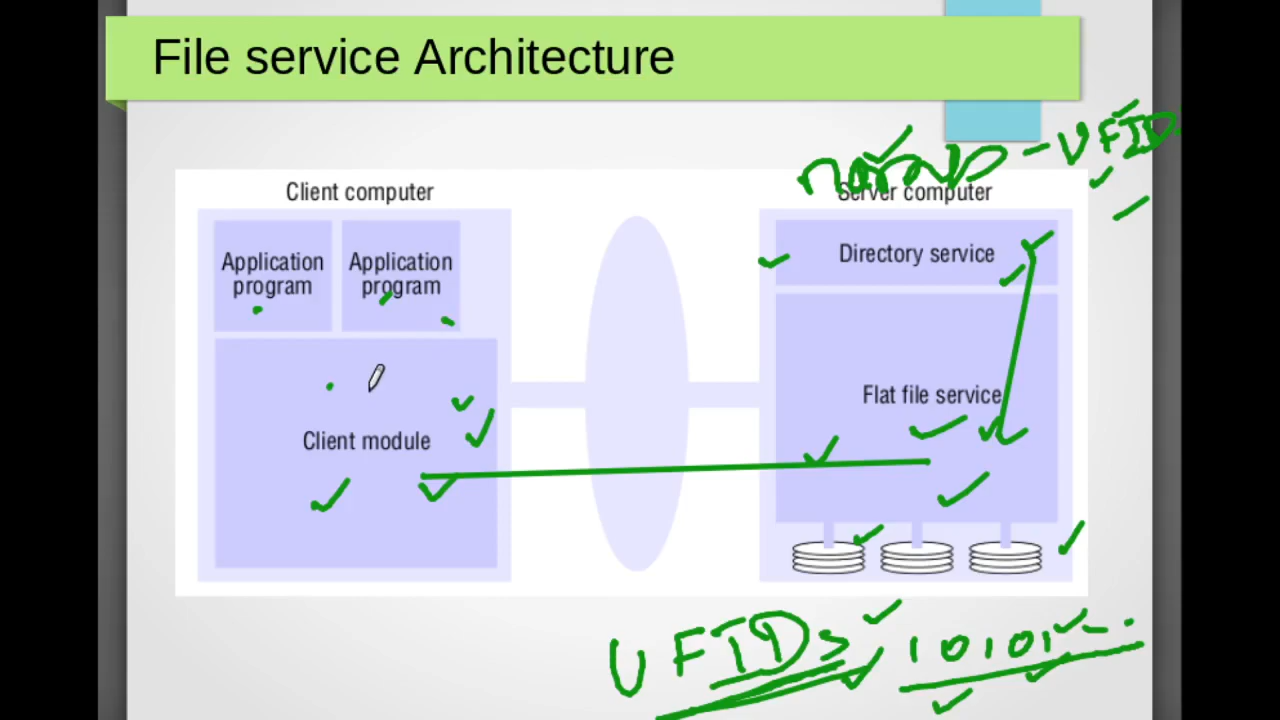 File service Architecture
- UFID
Client computer
Server computer
Application
program
Application
program
Directory service
Flat file service
Client module
UFIDs 10101